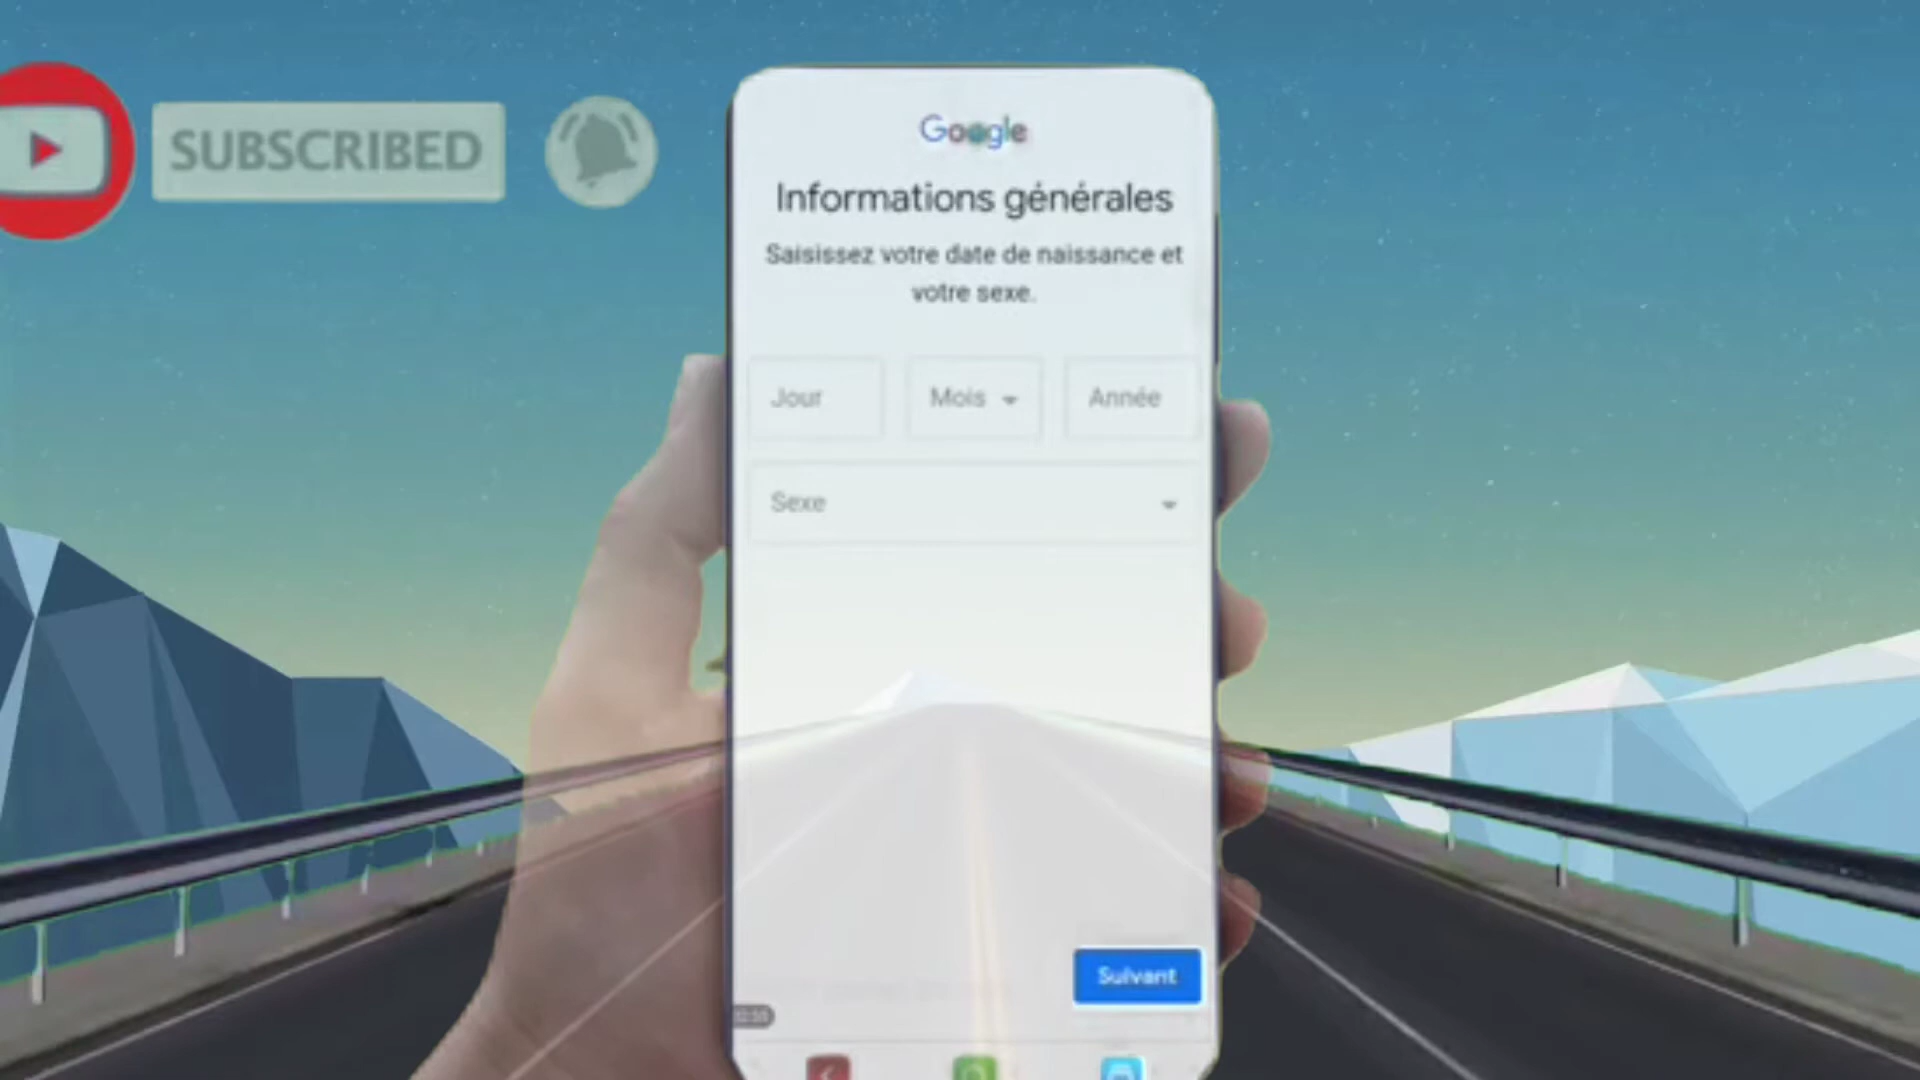 SUBSCRIBED
Google
Informations générales
Saisissez votre date de naissance et
votre sexe.
Jour
Mois
Année
Sexe
Suivant